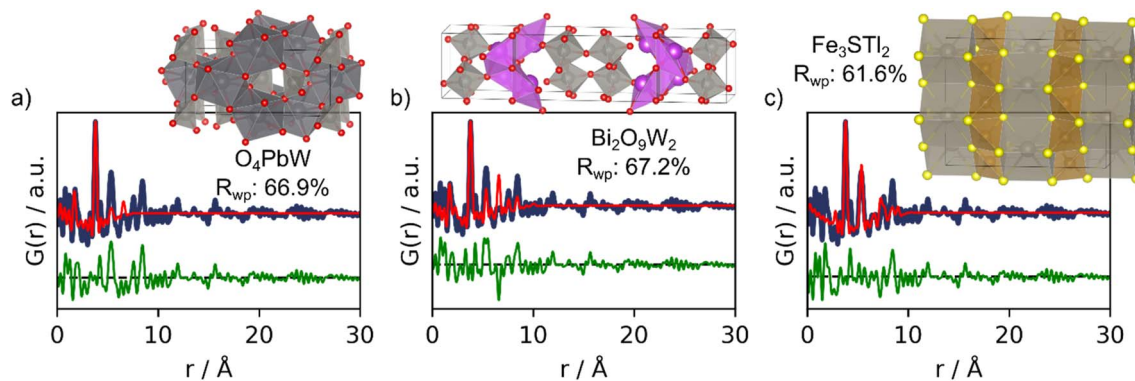 a)
O₄PbW
Rwp: 66.9%
G(r) / a.u.
0 10 20 30
r / Å
b)
Bi₂O₉W₂
Rwp: 67.2%
G(r) / a.u.
0 10 20 30
r / Å
c)
Fe₃STl₂
Rwp: 61.6%
G(r) / a.u.
0 10 20 30
r / Å